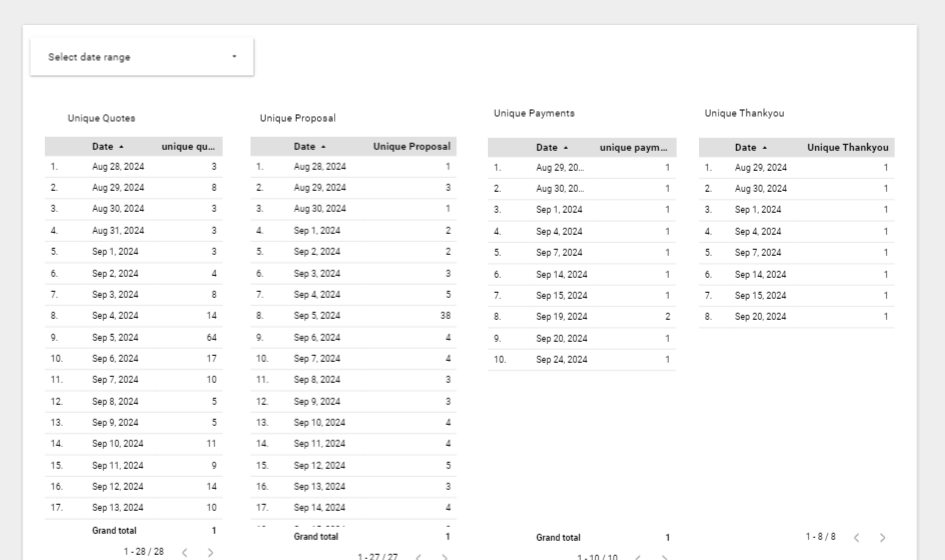 Select date range
Unique Quotes
Date unique qu...
1. Aug 28, 2024 3
2. Aug 29, 2024 8
3. Aug 30, 2024 3
4. Aug 31, 2024 3
5. Sep 1, 2024 3
6. Sep 2, 2024 4
7. Sep 3, 2024 8
8. Sep 4, 2024 14
9. Sep 5, 2024 64
10. Sep 6, 2024 17
11. Sep 7, 2024 10
12. Sep 8, 2024 5
13. Sep 9, 2024 5
14. Sep 10, 2024 11
15. Sep 11, 2024 9
16. Sep 12, 2024 14
17. Sep 13, 2024 10
Grand total 1
1 - 28 / 28
Unique Proposal
Date Unique Proposal
1. Aug 28, 2024 1
2. Aug 29, 2024 3
3. Aug 30, 2024 1
4. Sep 1, 2024 2
5. Sep 2, 2024 2
6. Sep 3, 2024 3
7. Sep 4, 2024 5
8. Sep 5, 2024 38
9. Sep 6, 2024 4
10. Sep 7, 2024 4
11. Sep 8, 2024 3
12. Sep 9, 2024 3
13. Sep 10, 2024 4
14. Sep 11, 2024 4
15. Sep 12, 2024 5
16. Sep 13, 2024 3
17. Sep 14, 2024 4
Grand total 1
1 - 27 / 27
Unique Payments
Date unique paym...
1. Aug 29, 20... 1
2. Aug 30, 20... 1
3. Sep 1, 2024 1
4. Sep 4, 2024 1
5. Sep 7, 2024 1
6. Sep 14, 2024 1
7. Sep 15, 2024 1
8. Sep 19, 2024 2
9. Sep 20, 2024 1
10. Sep 24, 2024 1
Grand total 1
1 - 10 / 10
Unique Thankyou
Date Unique Thankyou
1. Aug 29, 2024 1
2. Aug 30, 2024 1
3. Sep 1, 2024 1
4. Sep 4, 2024 1
5. Sep 7, 2024 1
6. Sep 14, 2024 1
7. Sep 15, 2024 1
8. Sep 20, 2024 1
1 - 8 / 8